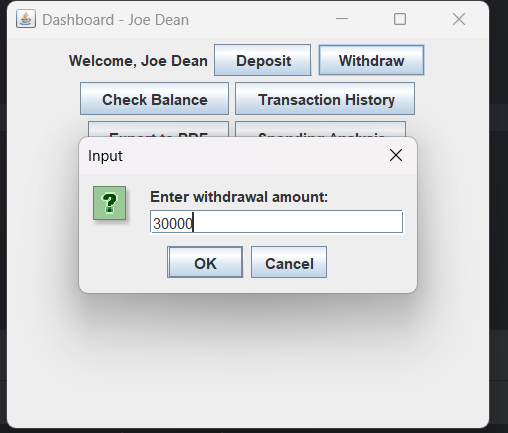 Dashboard - Joe Dean
Welcome, Joe Dean Deposit Withdraw
Check Balance Transaction History
Export to PDF Spending Analysis
Input
Enter withdrawal amount:
30000
OK Cancel